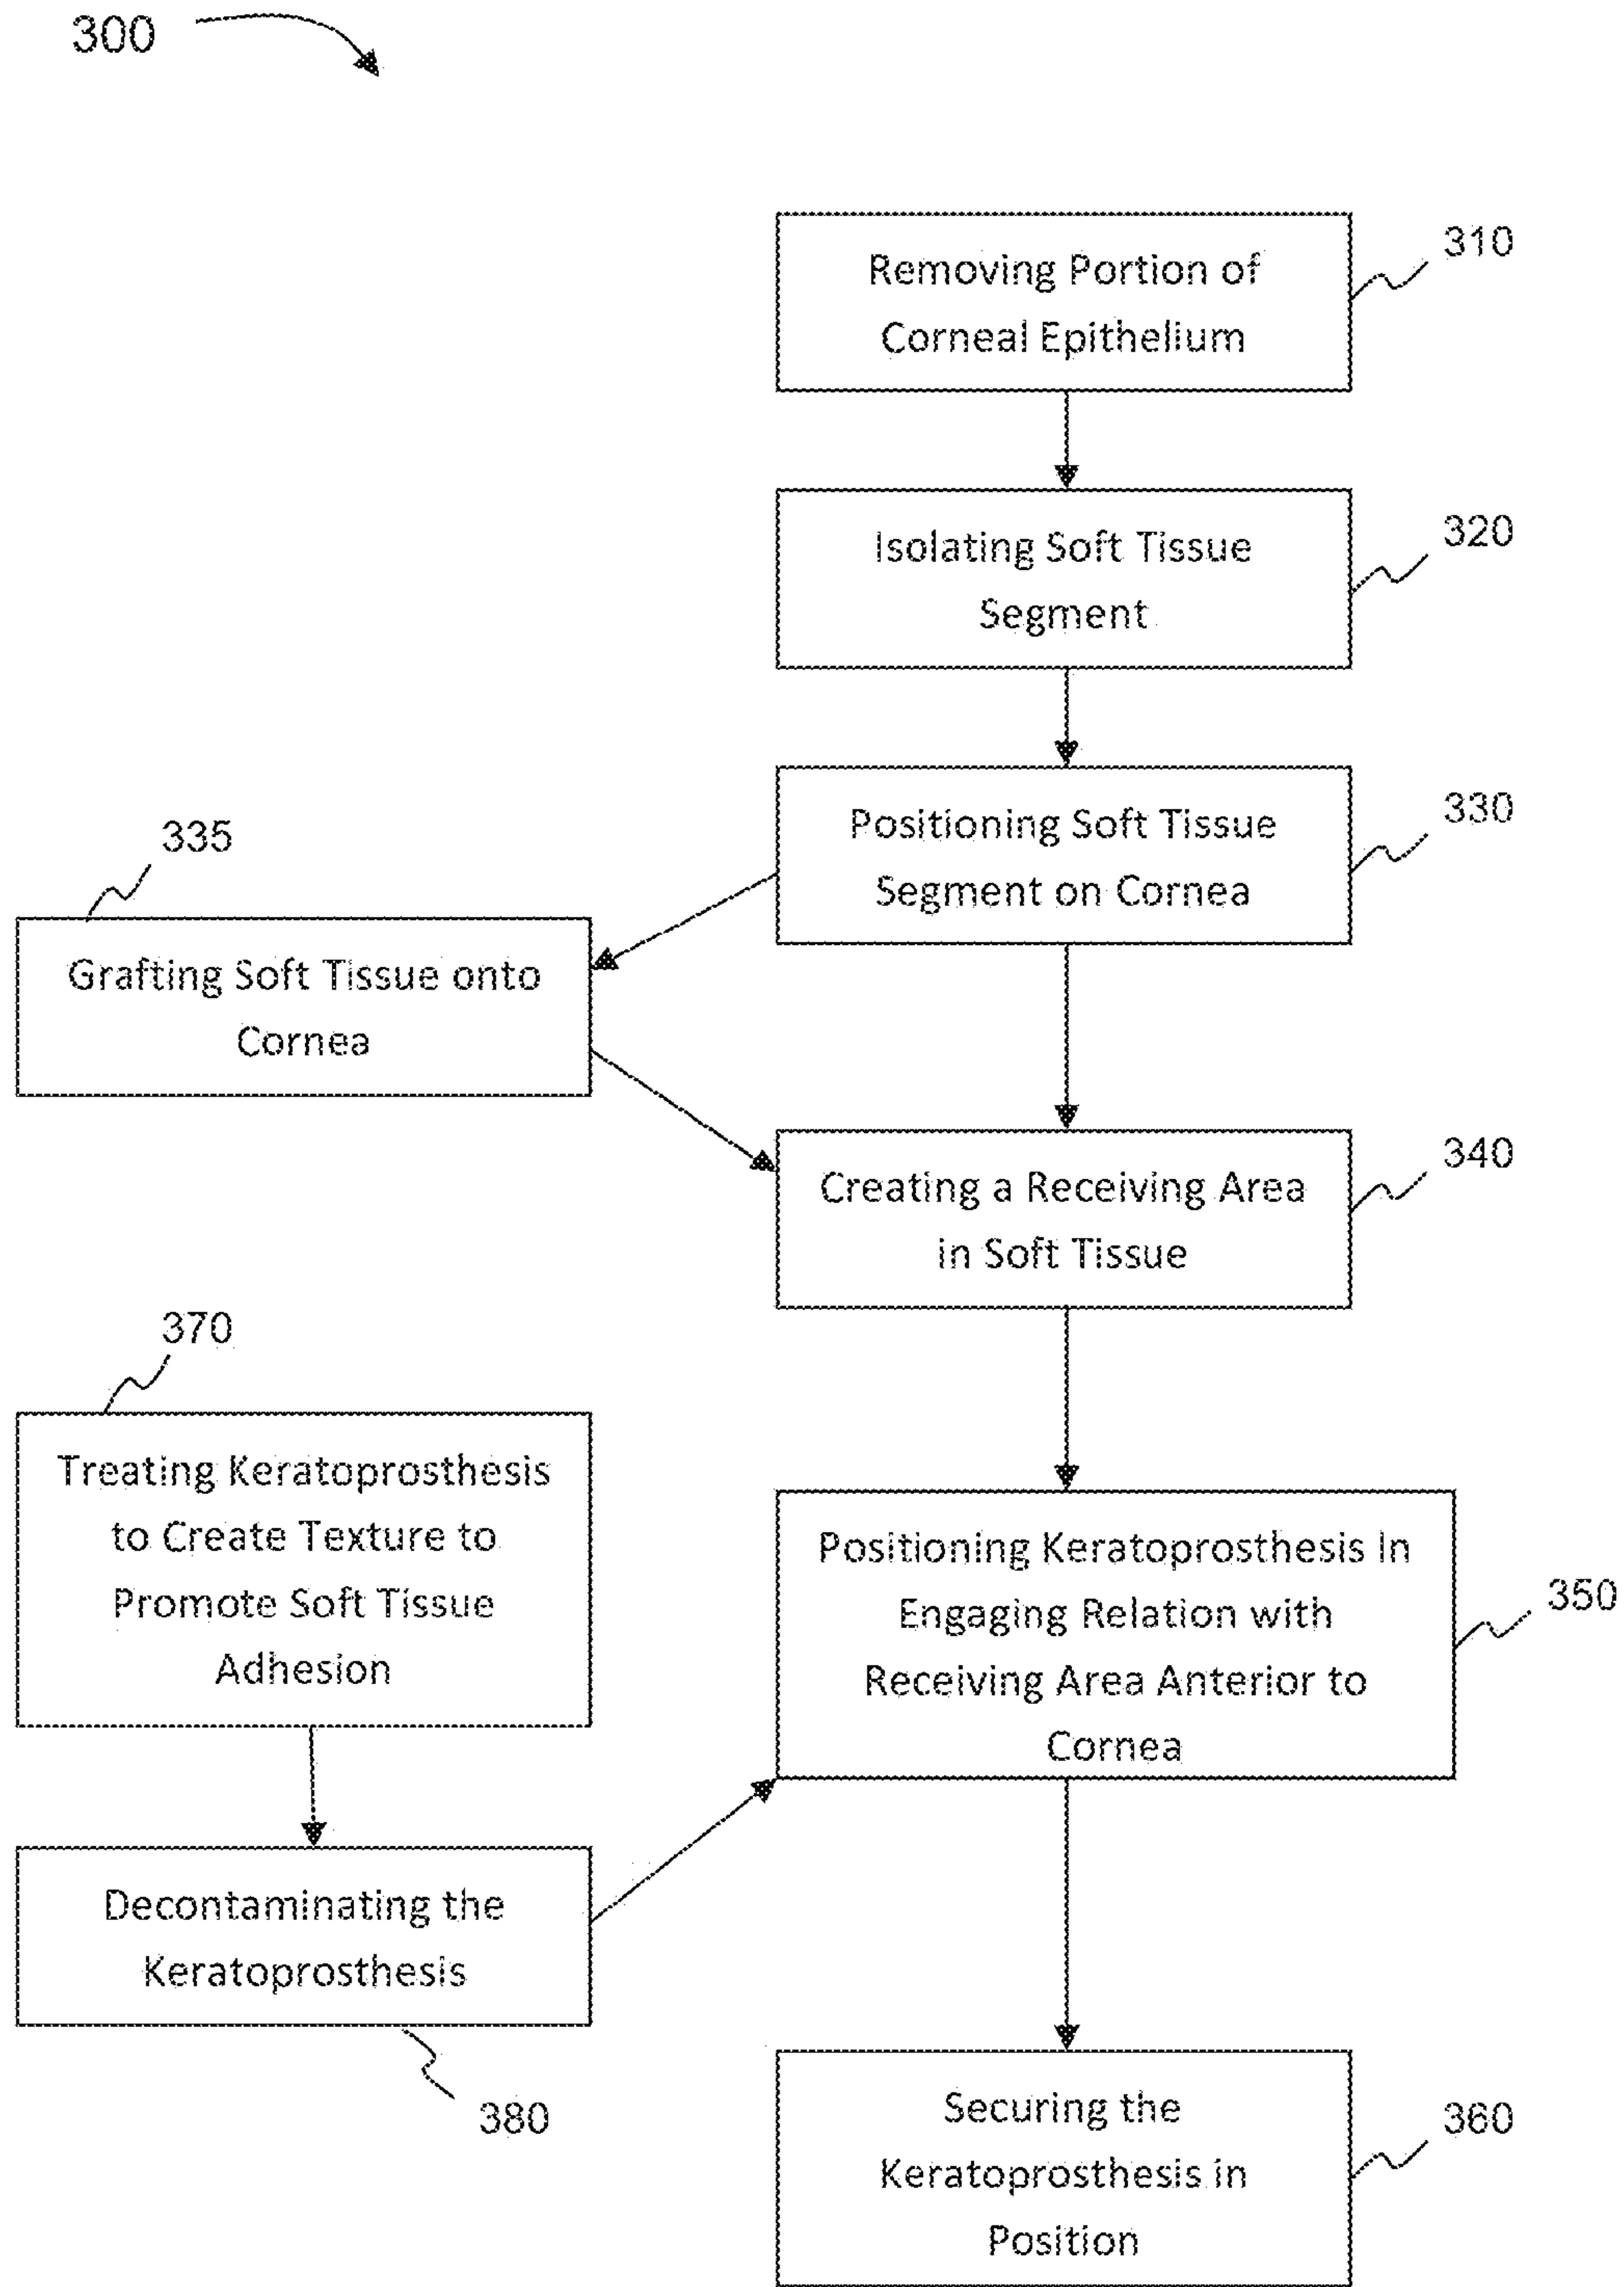 300
310
Removing Portion of
Corneal Epithelium
320
Isolating Soft Tissue
Segment
330
Positioning Soft Tissue
Segment on Cornea
335
Grafting Soft Tissue onto
Cornea
340
Creating a Receiving Area
in Soft Tissue
370
Treating Keratoprosthesis
to Create Texture to
Promote Soft Tissue
Adhesion
350
Positioning Keratoprosthesis In
Engaging Relation with
Receiving Area Anterior to
Cornea
Decontaminating the
Keratoprosthesis
380
360
Securing the
Keratoprosthesis in
Position